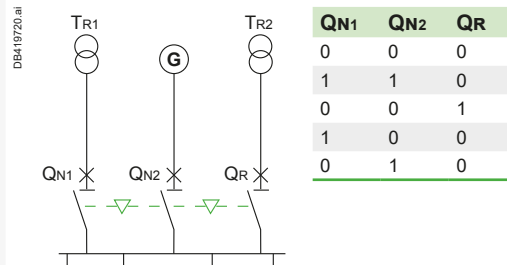 DB419720.ai
TR1
TR2
G
QN1
QN2
QR
QN1 QN2 QR
0 0 0
1 1 0
0 0 1
1 0 0
0 1 0